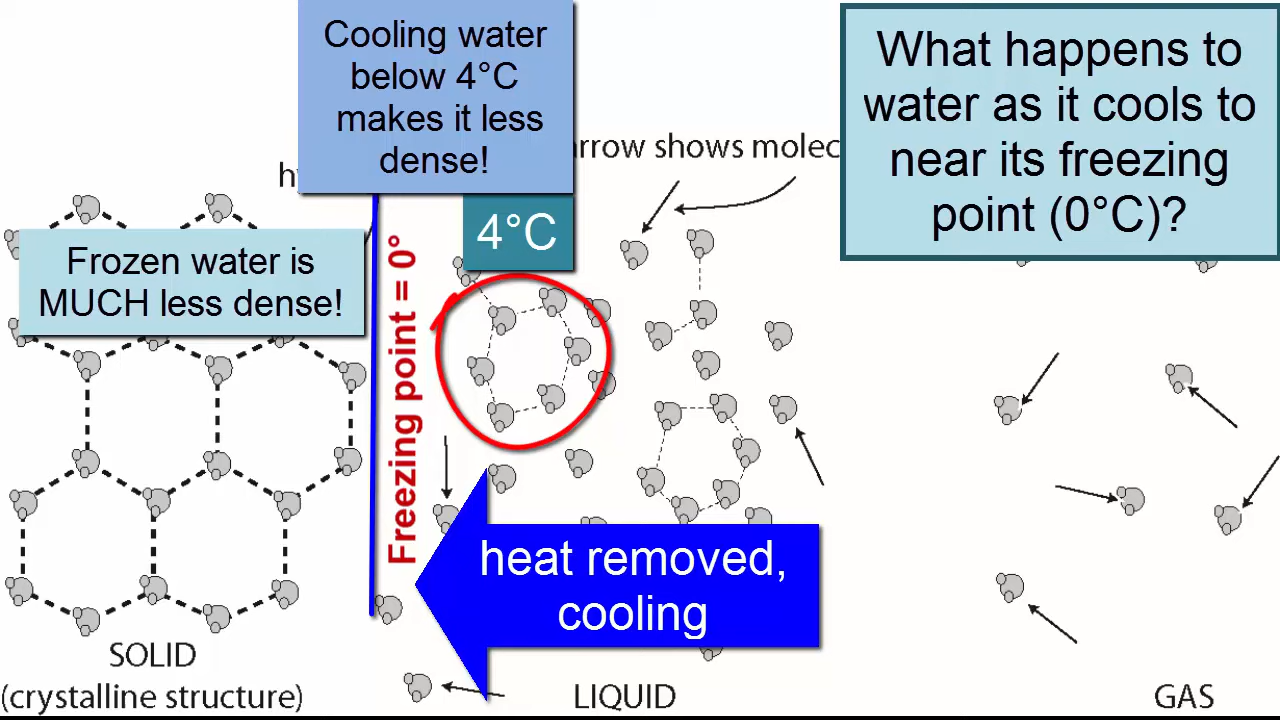 Cooling water
below 4°C
makes it less
dense!
What happens to
water as it cools to
near its freezing
point (0°C)?
arrow shows molec
4°C
Frozen water is
MUCH less dense!
Freezing point = 0°
heat removed,
cooling
SOLID
(crystalline structure)
LIQUID
GAS